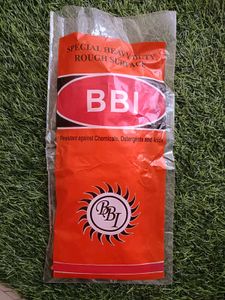 SPECIAL HEAVY DUTY
ROUGH SURFACE
BBI
Resistant against Chemicals, Detergents and Acids
BBI